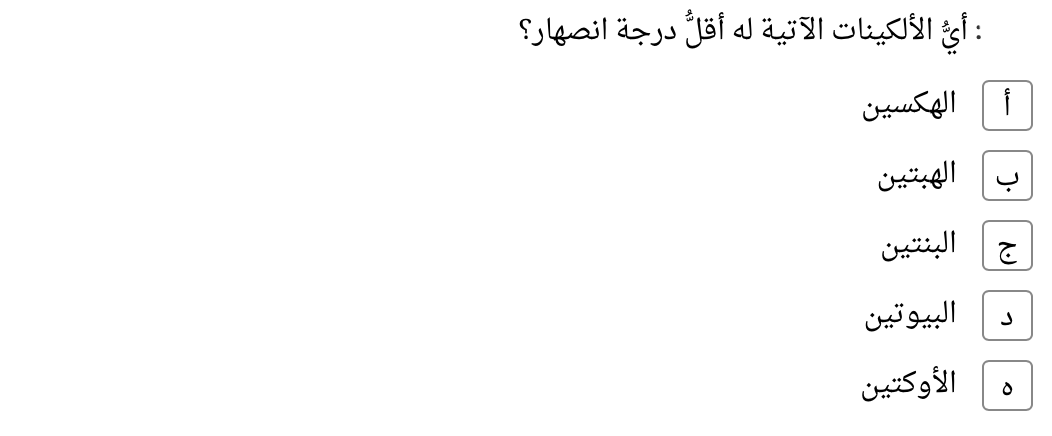 : أيُّ الألكينات الآتية له أقلُّ درجة انصهار؟
أ الهكسين
ب الهبتين
ج البنتين
د البيوتين
ه الأوكتين